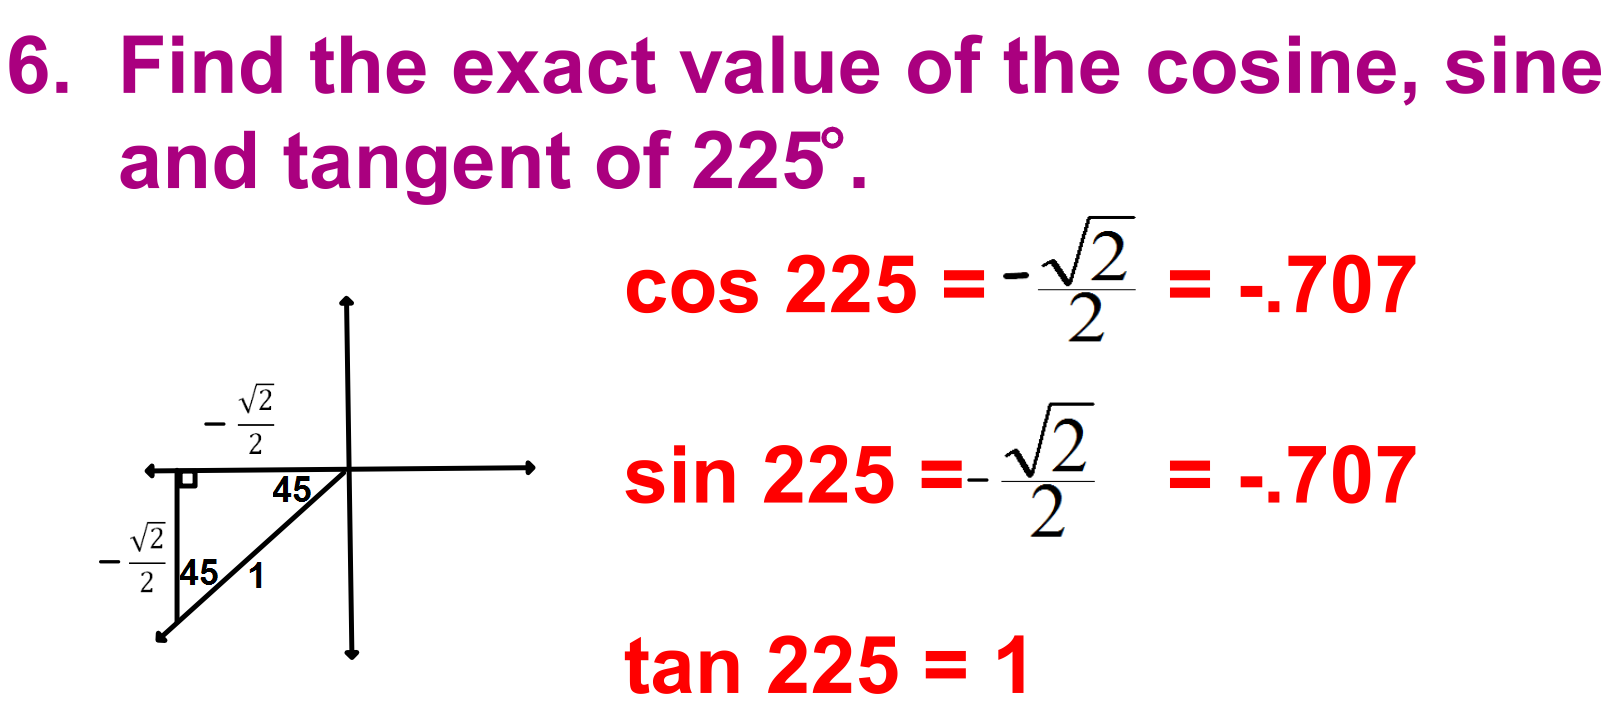 6. Find the exact value of the cosine, sine
and tangent of 225°.
cos 225 = -√2/2 = -.707
sin 225 = -√2/2 = -.707
tan 225 = 1
-√2/2
45
-√2/2
45
1